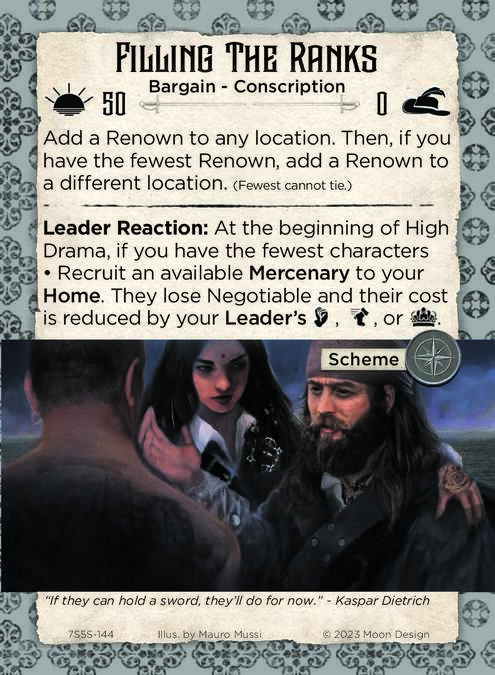 Filling The Ranks
Bargain - Conscription
50
0
Add a Renown to any location. Then, if you
have the fewest Renown, add a Renown to
a different location. (Fewest cannot tie.)
Leader Reaction: At the beginning of High
Drama, if you have the fewest characters
• Recruit an available Mercenary to your
Home. They lose Negotiable and their cost
is reduced by your Leader's , , or .
Scheme
“If they can hold a sword, they’ll do for now.” - Kaspar Dietrich
7S5S-144 Illus. by Mauro Mussi © 2023 Moon Design